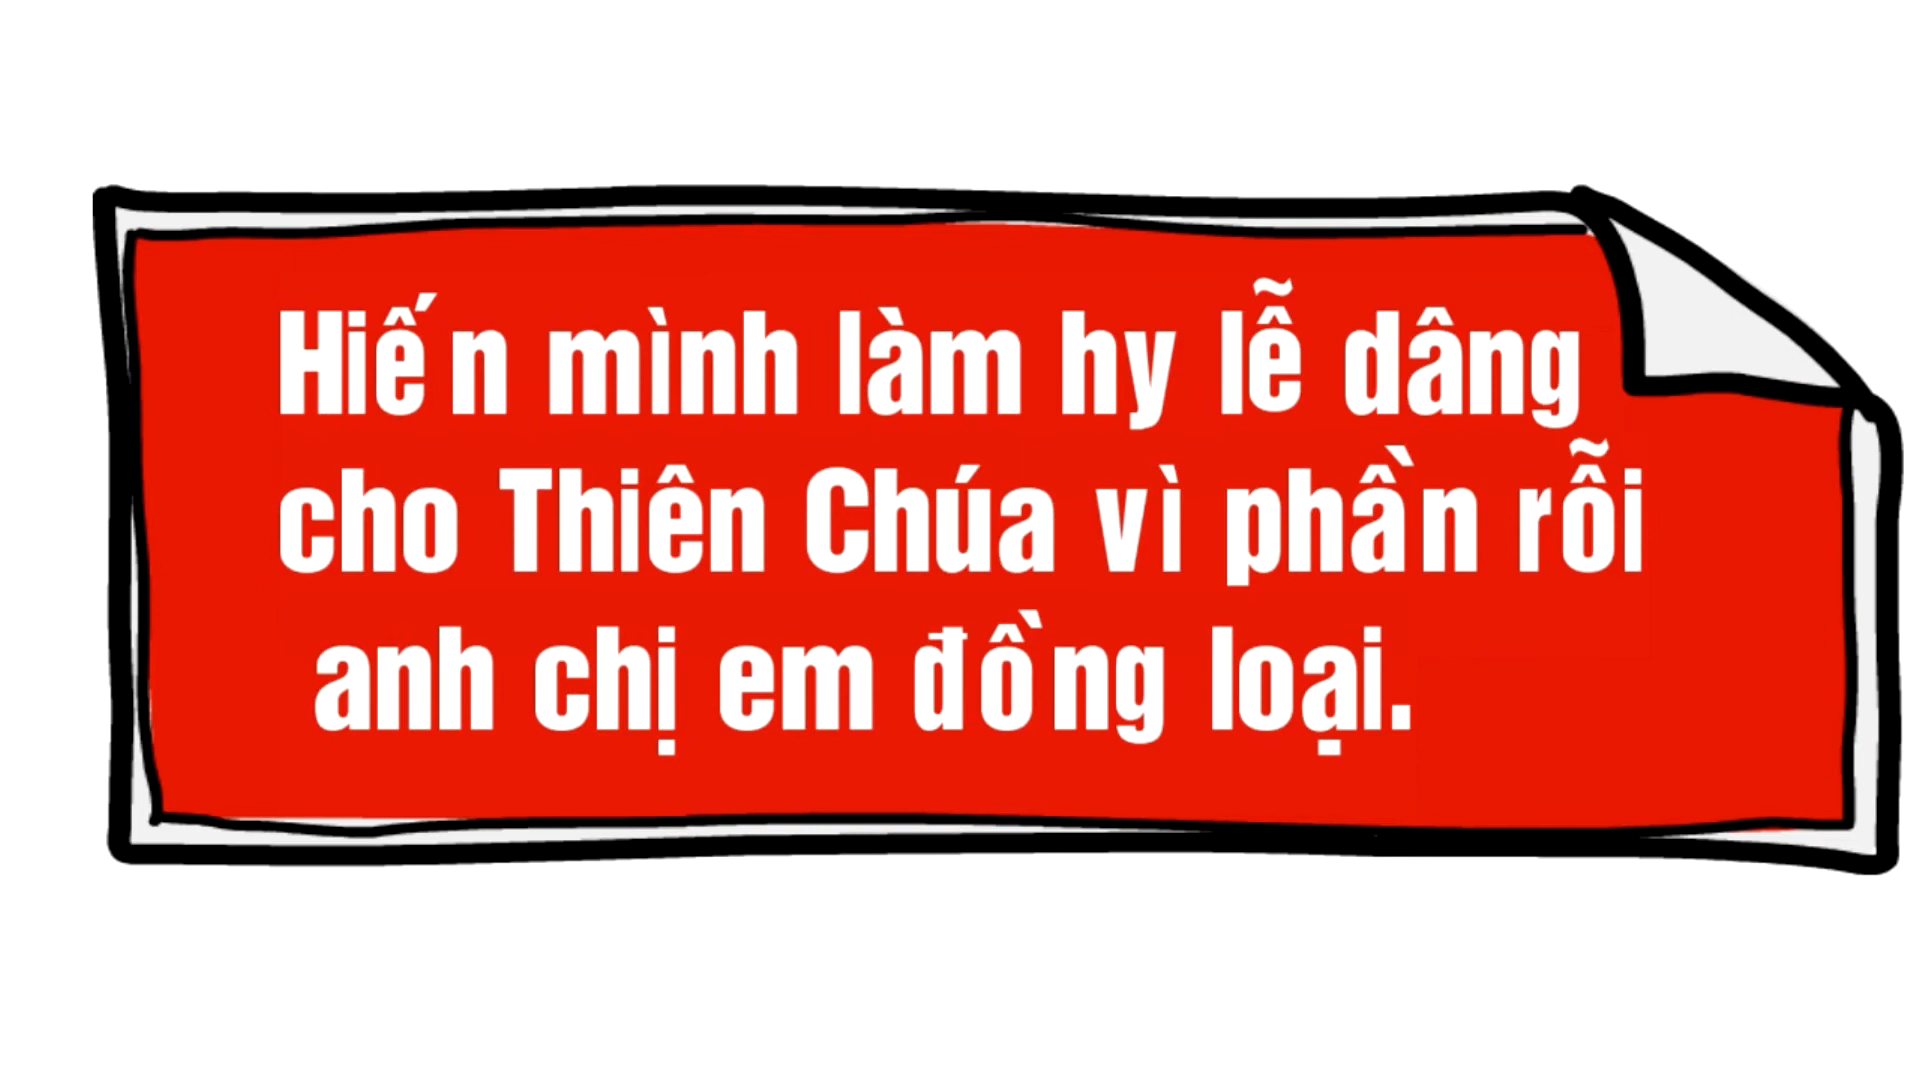 Hiến mình làm hy lễ dâng
cho Thiên Chúa vì phần rỗi
anh chị em đồng loại.